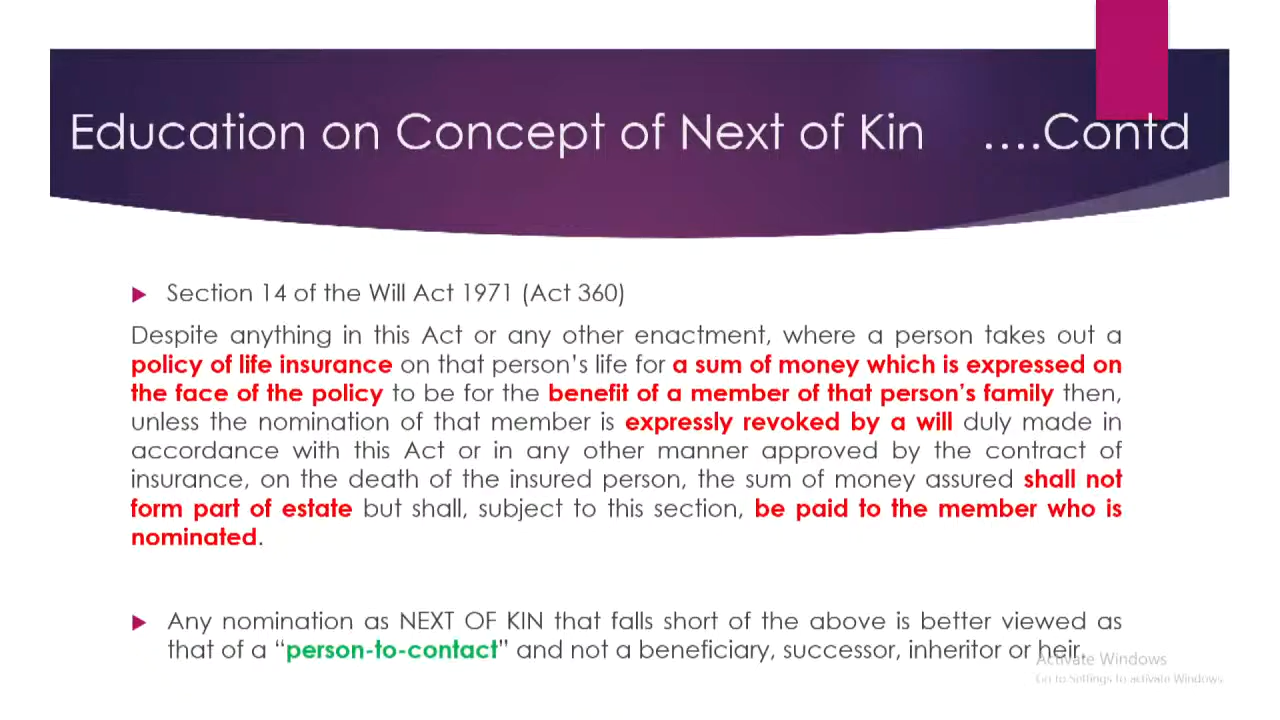 Education on Concept of Next of Kin ....Contd
Section 14 of the Will Act 1971 (Act 360)
Despite anything in this Act or any other enactment, where a person takes out a
policy of life insurance on that person's life for a sum of money which is expressed on
the face of the policy to be for the benefit of a member of that person's family then,
unless the nomination of that member is expressly revoked by a will duly made in
accordance with this Act or in any other manner approved by the contract of
insurance, on the death of the insured person, the sum of money assured shall not
form part of estate but shall, subject to this section, be paid to the member who is
nominated.
Any nomination as NEXT OF KIN that falls short of the above is better viewed as
that of a “person-to-contact” and not a beneficiary, successor, inheritor or heir.
Activate Windows
Go to Settings to activate Windows.